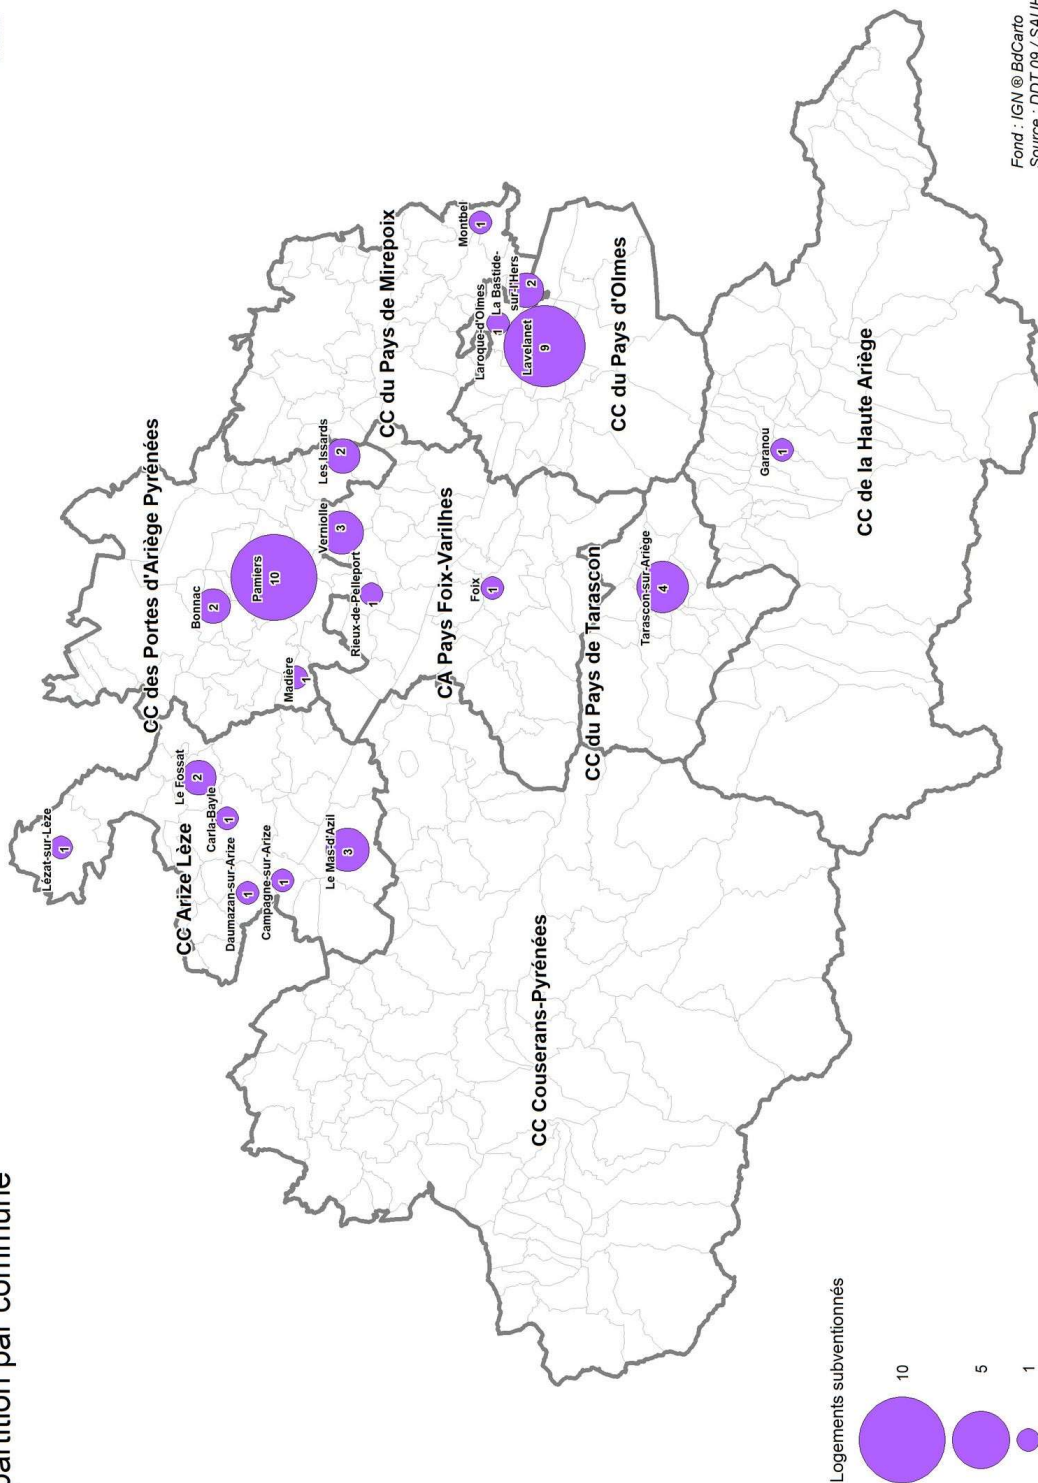 partition par commune
Lézat-sur-Lèze
1
CC des Portes d'Ariège Pyrénées
Le Fossat
2
Carla-Bayle
1
CC Arize Lèze
Daumazan-sur-Arize
1
Campagne-sur-Arize
1
Le Mas-d'Azil
3
Bonnac
2
Pamiers
10
Madière
1
Verniolle
3
Les Issards
2
Rieux-de-Pelleport
1
CC du Pays de Mirepoix
Montbel
1
La Bastide-
sur-l'Hers
2
Laroque-d'Olmes
1
Lavelanet
9
CC du Pays d'Olmes
CA Pays Foix-Varilhes
Foix
1
CC du Pays de Tarascon
Tarascon-sur-Ariège
4
CC Couserans-Pyrénées
Garanou
1
CC de la Haute Ariège
Logements subventionnés
10
5
1
Fond : IGN ® BdCarto
Source : DDT 09 / SAUH